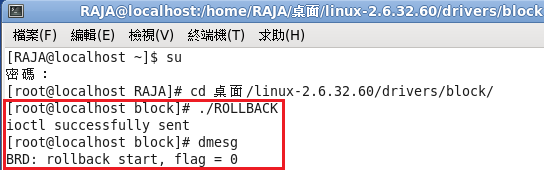 RAJA@localhost:/home/RAJA/桌面/linux-2.6.32.60/drivers/block
檔案(F) 編輯(E) 檢視(V) 終端機(T) 求助(H)
[RAJA@localhost ~]$ su
密碼：
[root@localhost RAJA]# cd 桌面/linux-2.6.32.60/drivers/block/
[root@localhost block]# ./ROLLBACK
ioctl successfully sent
[root@localhost block]# dmesg
BRD: rollback start, flag = 0